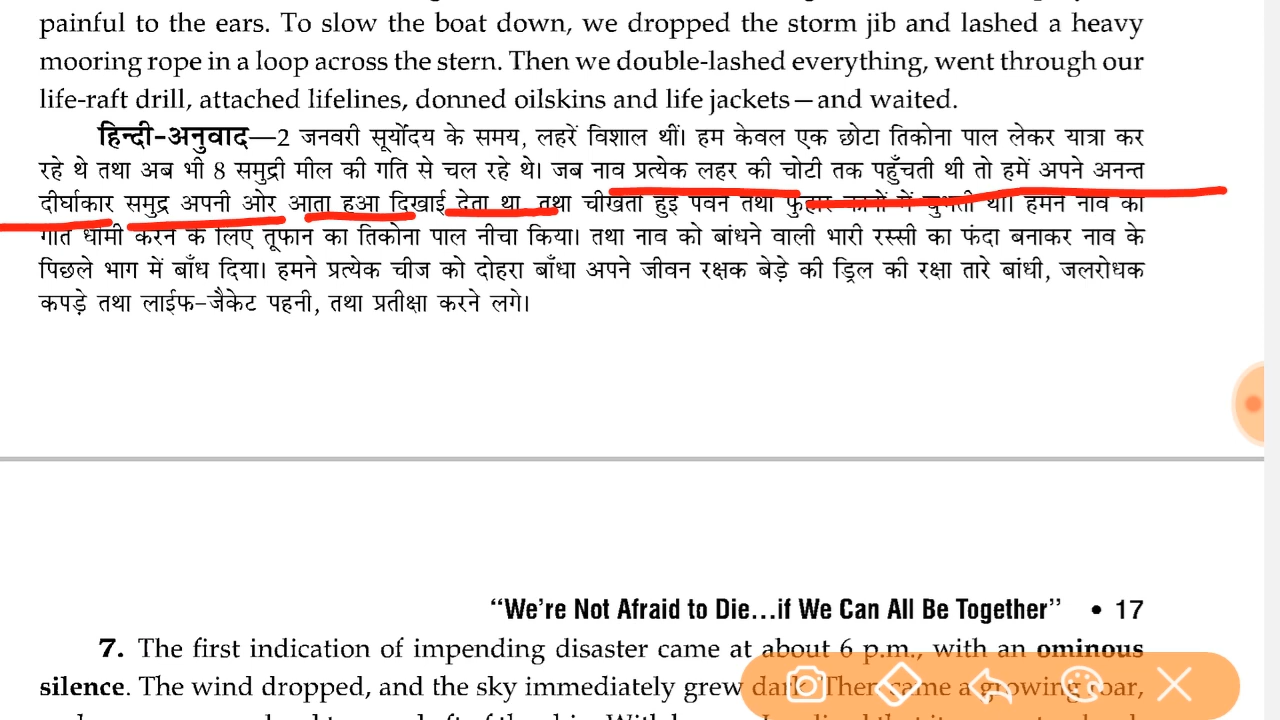 painful to the ears. To slow the boat down, we dropped the storm jib and lashed a heavy
mooring rope in a loop across the stern. Then we double-lashed everything, went through our
life-raft drill, attached lifelines, donned oilskins and life jackets—and waited.
हिन्दी-अनुवाद—2 जनवरी सूर्योदय के समय, लहरें विशाल थीं। हम केवल एक छोटा तिकोना पाल लेकर यात्रा कर
रहे थे तथा अब भी 8 समुद्री मील की गति से चल रहे थे। जब नाव प्रत्येक लहर की चोटी तक पहुँचती थी तो हमें अपने अनन्त
दीर्घाकार समुद्र अपनी ओर आता हुआ दिखाई देता था, तथा चीखती हुई पवन तथा फुहार कानों में चुभती थी। हमने नाव की
गति धीमी करने के लिए तूफान का तिकोना पाल नीचा किया। तथा नाव को बांधने वाली भारी रस्सी का फंदा बनाकर नाव के
पिछले भाग में बाँध दिया। हमने प्रत्येक चीज को दोहरा बाँधा अपने जीवन रक्षक बेड़े की ड्रिल की रक्षा तारे बांधी, जलरोधक
कपड़े तथा लाईफ-जैकेट पहनी, तथा प्रतीक्षा करने लगे।
“We’re Not Afraid to Die...if We Can All Be Together” • 17
7. The first indication of impending disaster came at about 6 p.m., with an ominous
silence. The wind dropped, and the sky immediately grew dark. Then came a growing roar,